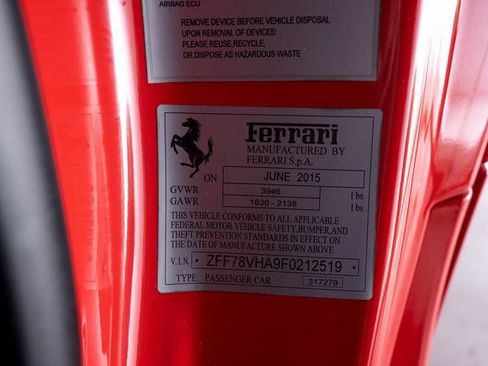 AIRBAG ECU
REMOVE DEVICE BEFORE VEHICLE DISPOSAL
UPON REMOVAL OF DEVICES:
PLEASE REUSE,RECYCLE,
OR DISPOSE AS HAZARDOUS WASTE
Ferrari
MANUFACTURED BY
FERRARI S.p.A.
ON JUNE 2015
GVWR 3946 lbs
GAWR 1630 - 2138 lbs
THIS VEHICLE CONFORMS TO ALL APPLICABLE
FEDERAL MOTOR VEHICLE SAFETY,BUMPER,AND
THEFT PREVENTION STANDARDS IN EFFECT ON
THE DATE OF MANUFACTURE SHOWN ABOVE
V.I.N. * ZFF78VHA9F0212519 *
TYPE: PASSENGER CAR 317279